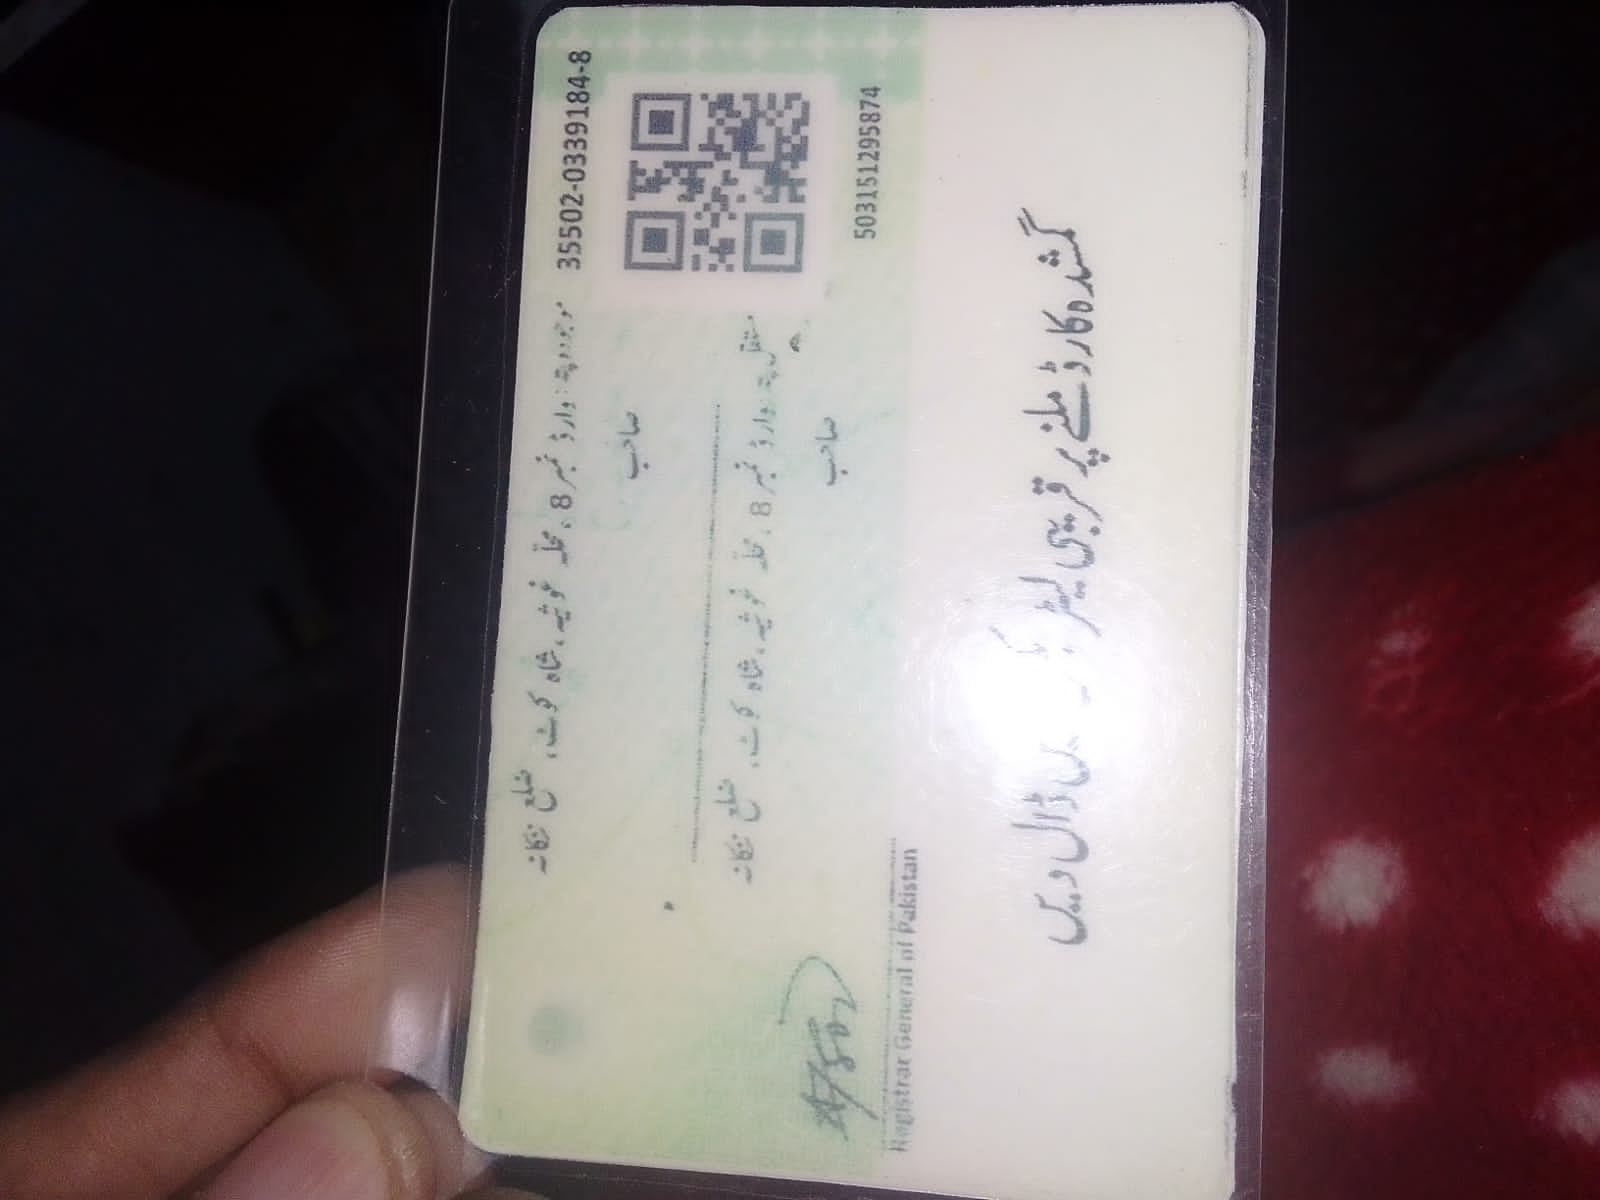 35502-0339184-8
موجودہ پتہ: وارڈ نمبر 8، محلہ غوثیہ، شاہ کوٹ، ضلع ننکانہ
صاحب
مستقل پتہ: وارڈ نمبر 8، محلہ غوثیہ، شاہ کوٹ، ضلع ننکانہ
صاحب
503151295874
Registrar General of Pakistan
گمشدہ کارڈ ملنے پر قریبی لیٹر بکس میں ڈال دیں